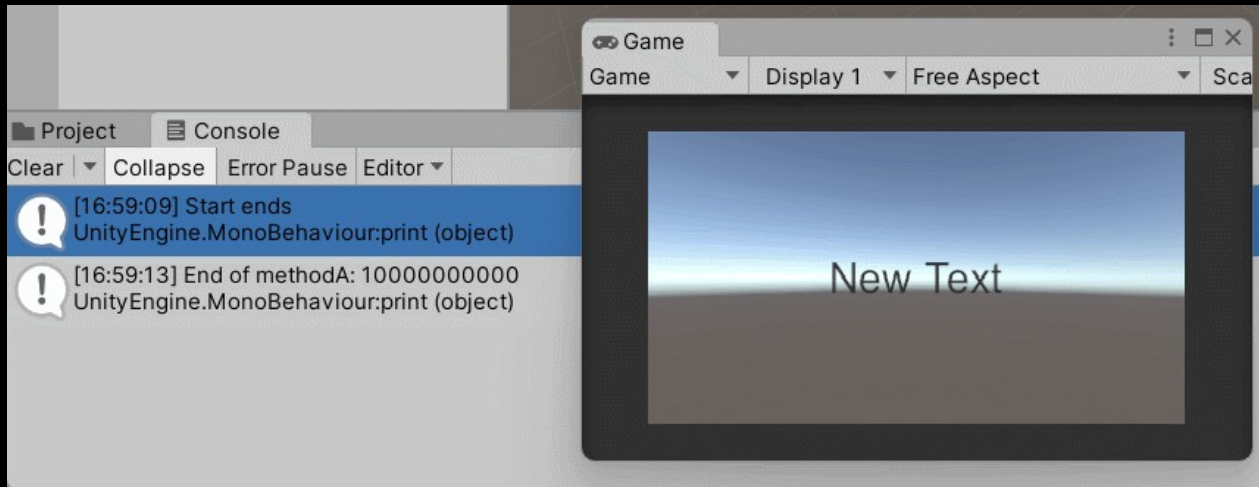 Project
Console
Clear
Collapse
Error Pause
Editor
[16:59:09] Start ends
UnityEngine.MonoBehaviour:print (object)
[16:59:13] End of methodA: 10000000000
UnityEngine.MonoBehaviour:print (object)
Game
Game
Display 1
Free Aspect
Sca
New Text